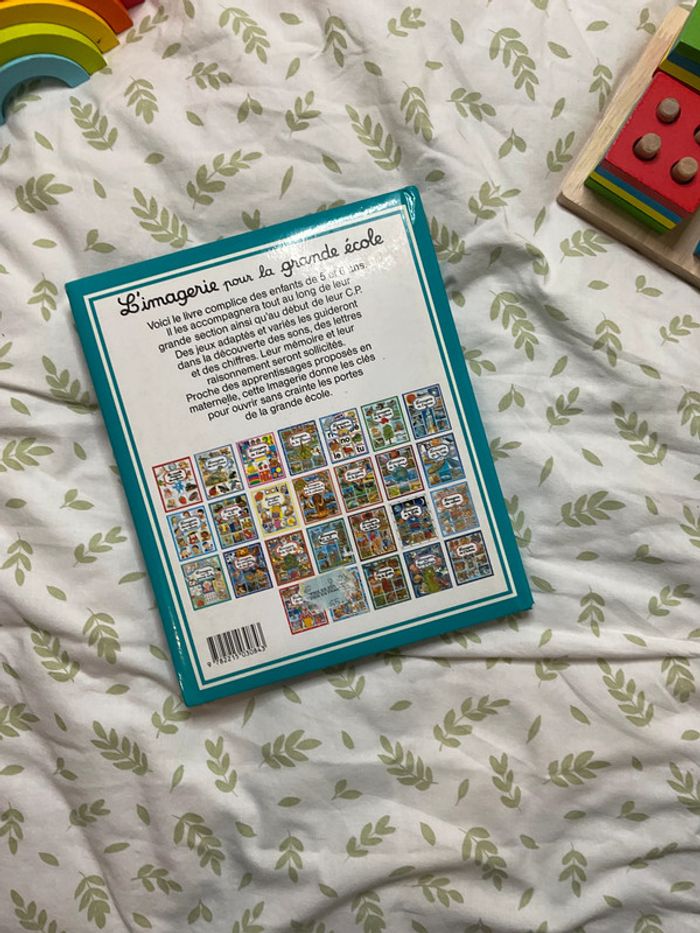 L'imagerie pour la grande école
Voici le livre complice des enfants de 5 et 6 ans.
Il les accompagnera tout au long de leur
grande section ainsi qu'au début de leur C.P.
Des jeux adaptés et variés les guideront
dans la découverte des sons, des lettres
et des chiffres. Leur mémoire et leur
raisonnement seront sollicités.
Proche des apprentissages proposés en
maternelle, cette Imagerie donne les clés
pour ouvrir sans crainte les portes
de la grande école.
9 782215 030843